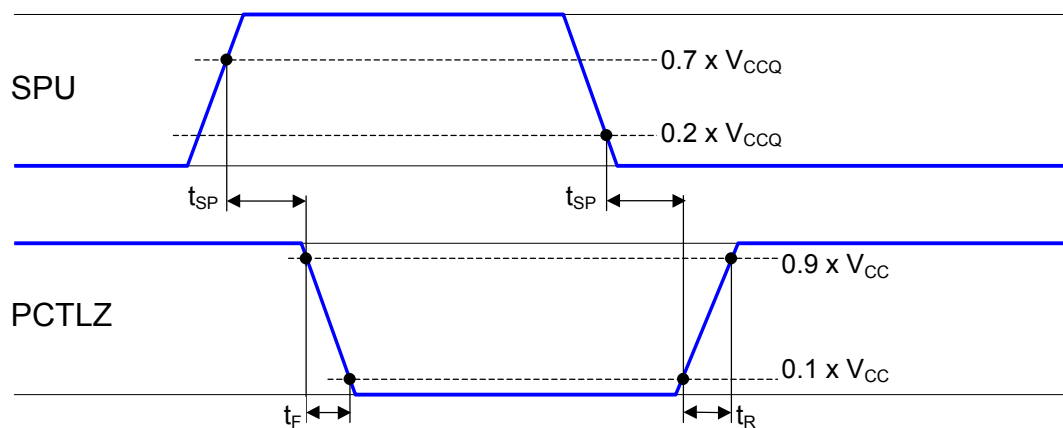 0.7 x VCCQ
SPU
0.2 x VCCQ
tSP
tSP
0.9 x VCC
PCTLZ
0.1 x VCC
tF
tR